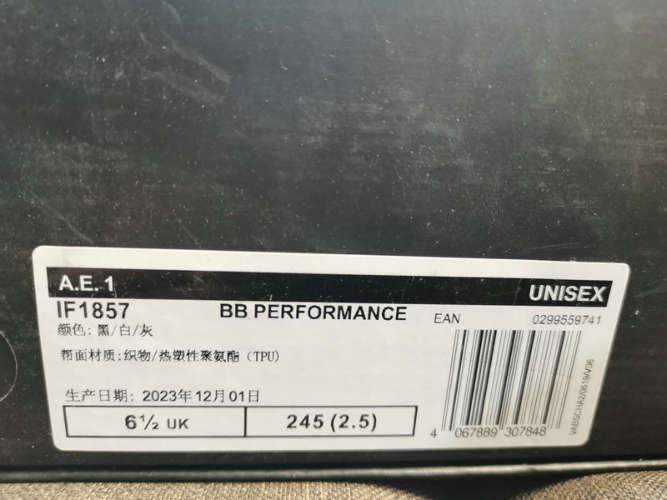 A.E. 1
UNISEX
IF1857 BB PERFORMANCE EAN 0299559741
颜色: 黑/白/灰
帮面材质: 织物/热塑性聚氨酯 (TPU)
生产日期: 2023年12月01日
6½ UK 245 (2.5)
4 067889 307848